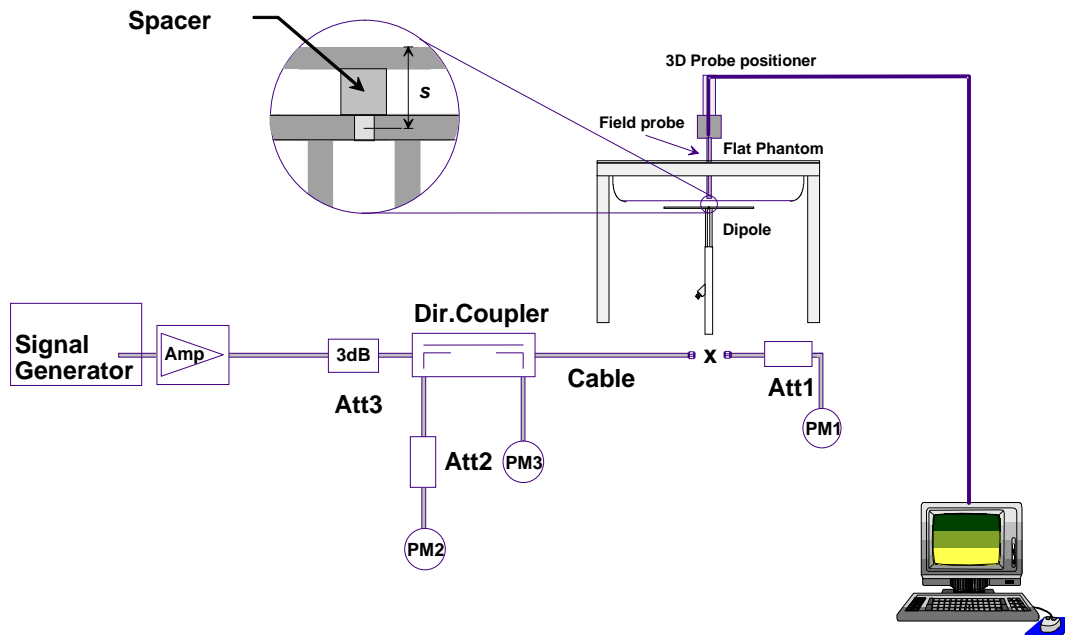 Spacer
s
3D Probe positioner
Field probe
Flat Phantom
Dipole
Dir.Coupler
Signal
Generator
Amp
3dB
Att3
Cable
x
Att1
PM1
Att2
PM3
PM2